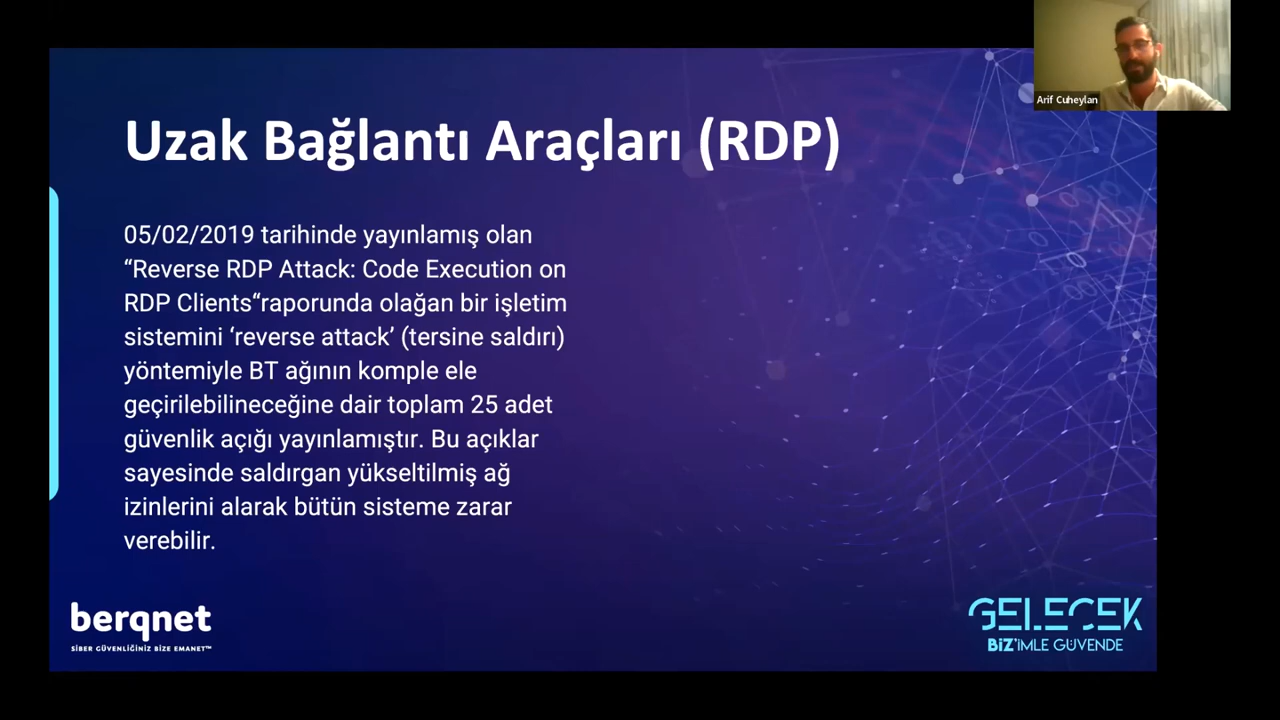 Arif Cuheylan
Uzak Bağlantı Araçları (RDP)
05/02/2019 tarihinde yayınlamış olan
“Reverse RDP Attack: Code Execution on
RDP Clients“raporunda olağan bir işletim
sistemini ‘reverse attack’ (tersine saldırı)
yöntemiyle BT ağının komple ele
geçirilebilineceğine dair toplam 25 adet
güvenlik açığı yayınlamıştır. Bu açıklar
sayesinde saldırgan yükseltilmiş ağ
izinlerini alarak bütün sisteme zarar
verebilir.
berqnet
SİBER GÜVENLİĞİNİZ BİZE EMANET™
GELECEK
BİZ'İMLE GÜVENDE